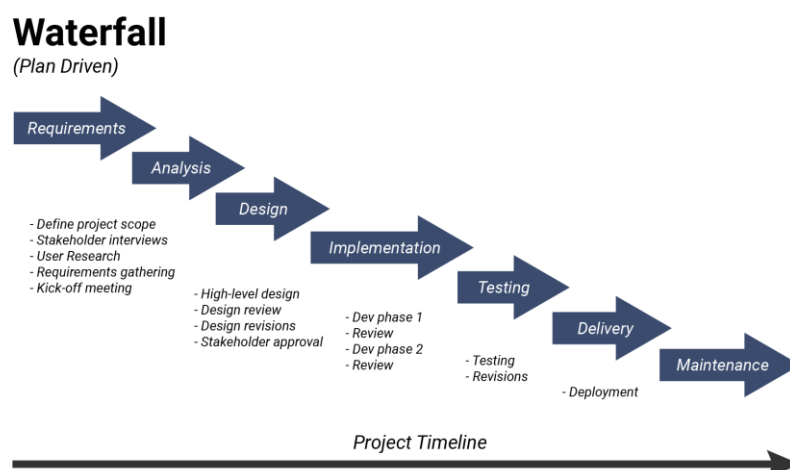 Waterfall
(Plan Driven)
Requirements
Analysis
Design
Implementation
Testing
Delivery
Maintenance
- Define project scope
- Stakeholder interviews
- User Research
- Requirements gathering
- Kick-off meeting
- High-level design
- Design review
- Design revisions
- Stakeholder approval
- Dev phase 1
- Review
- Dev phase 2
- Review
- Testing
- Revisions
- Deployment
Project Timeline